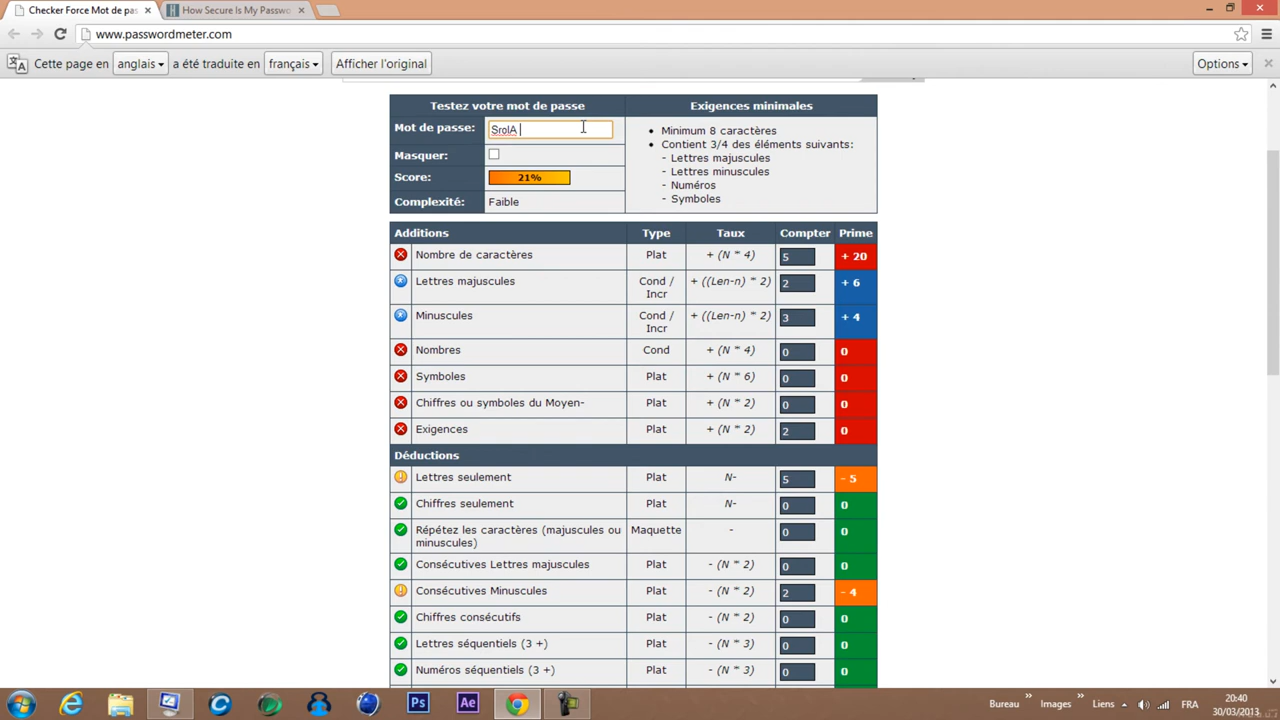 Checker Force Mot de pas
How Secure Is My Passwo
www.passwordmeter.com
Cette page en anglais a été traduite en français Afficher l'original Options
Testez votre mot de passe Exigences minimales
Mot de passe: SrolA
Masquer:
Score: 21%
Complexité: Faible
• Minimum 8 caractères
• Contient 3/4 des éléments suivants:
- Lettres majuscules
- Lettres minuscules
- Numéros
- Symboles
Additions Type Taux Compter Prime
Nombre de caractères Plat + (N * 4) 5 + 20
Lettres majuscules Cond / Incr + ((Len-n) * 2) 2 + 6
Minuscules Cond / Incr + ((Len-n) * 2) 3 + 4
Nombres Cond + (N * 4) 0 0
Symboles Plat + (N * 6) 0 0
Chiffres ou symboles du Moyen- Plat + (N * 2) 0 0
Exigences Plat + (N * 2) 2 0
Déductions
Lettres seulement Plat N- 5 - 5
Chiffres seulement Plat N- 0 0
Répétez les caractères (majuscules ou minuscules) Maquette - 0 0
Consécutives Lettres majuscules Plat - (N * 2) 0 0
Consécutives Minuscules Plat - (N * 2) 2 - 4
Chiffres consécutifs Plat - (N * 2) 0 0
Lettres séquentiels (3 +) Plat - (N * 3) 0 0
Numéros séquentiels (3 +) Plat - (N * 3) 0 0
Ps Ae Bureau » Images » Liens FRA
20:40
30/03/2013